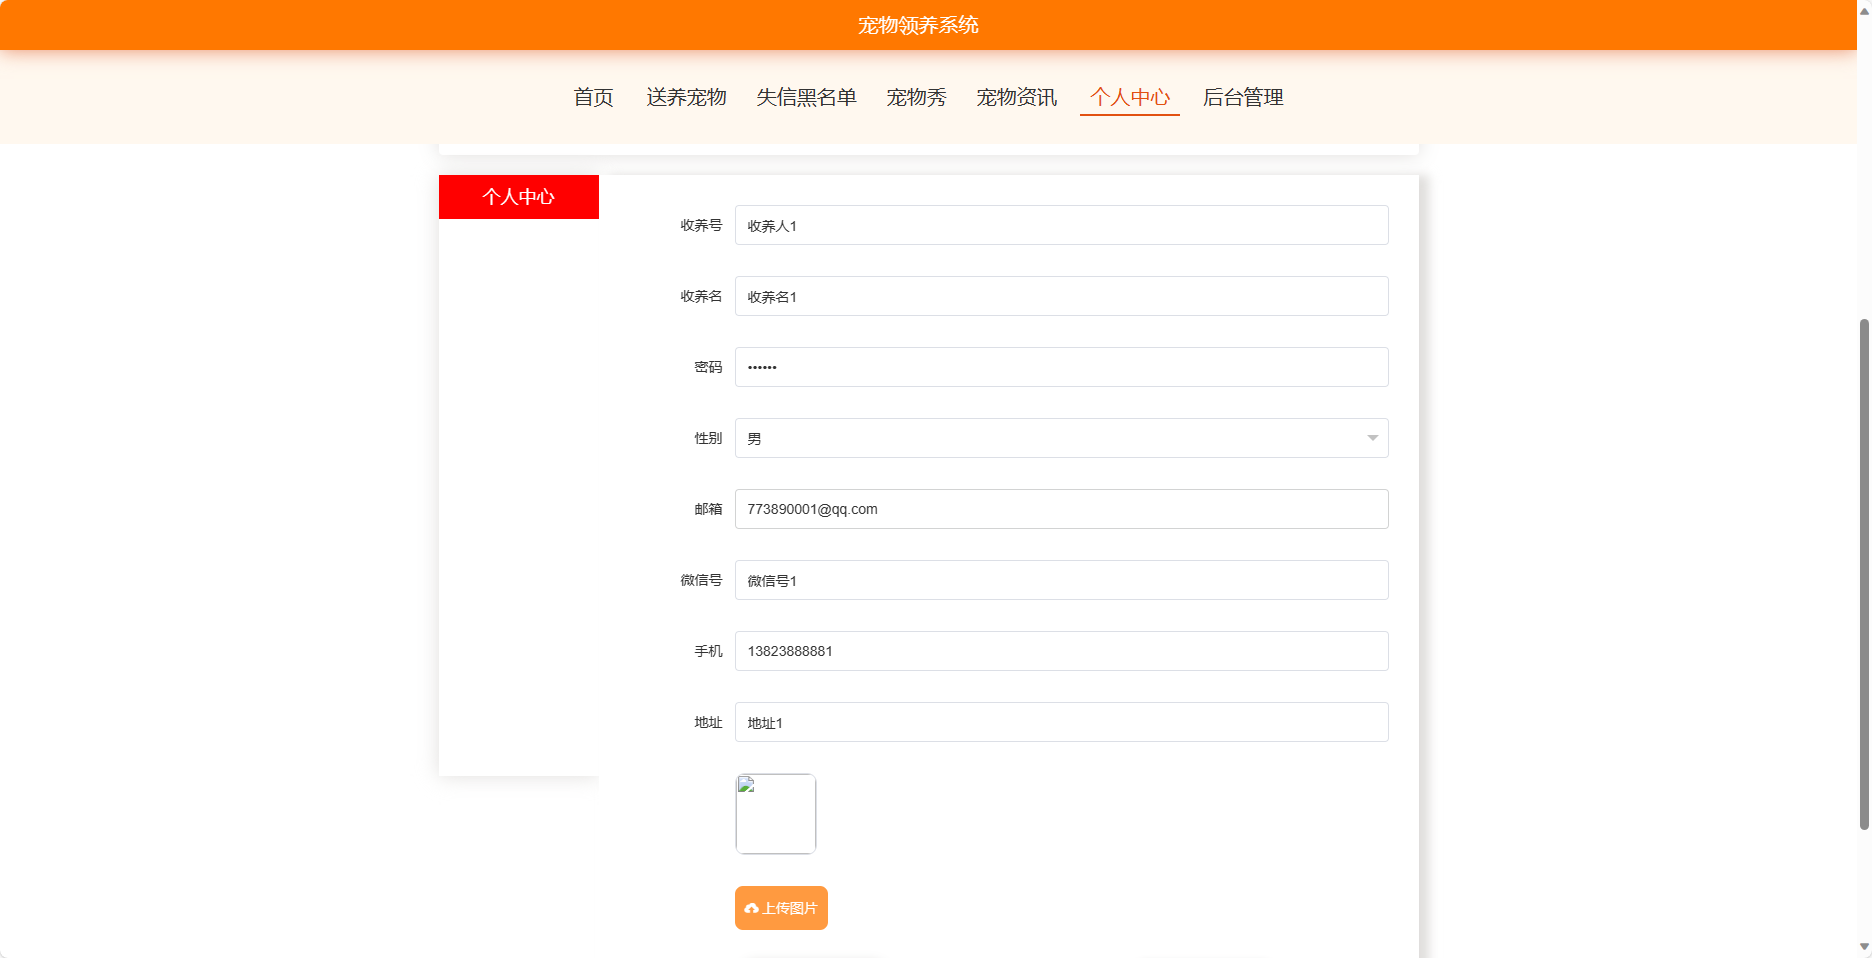 宠物领养系统
首页 送养宠物 失信黑名单 宠物秀 宠物资讯 个人中心 后台管理
个人中心
收养号 收养人1
收养名 收养名1
密码 ••••••
性别 男
邮箱 773890001@qq.com
微信号 微信号1
手机 13823888881
地址 地址1
上传图片